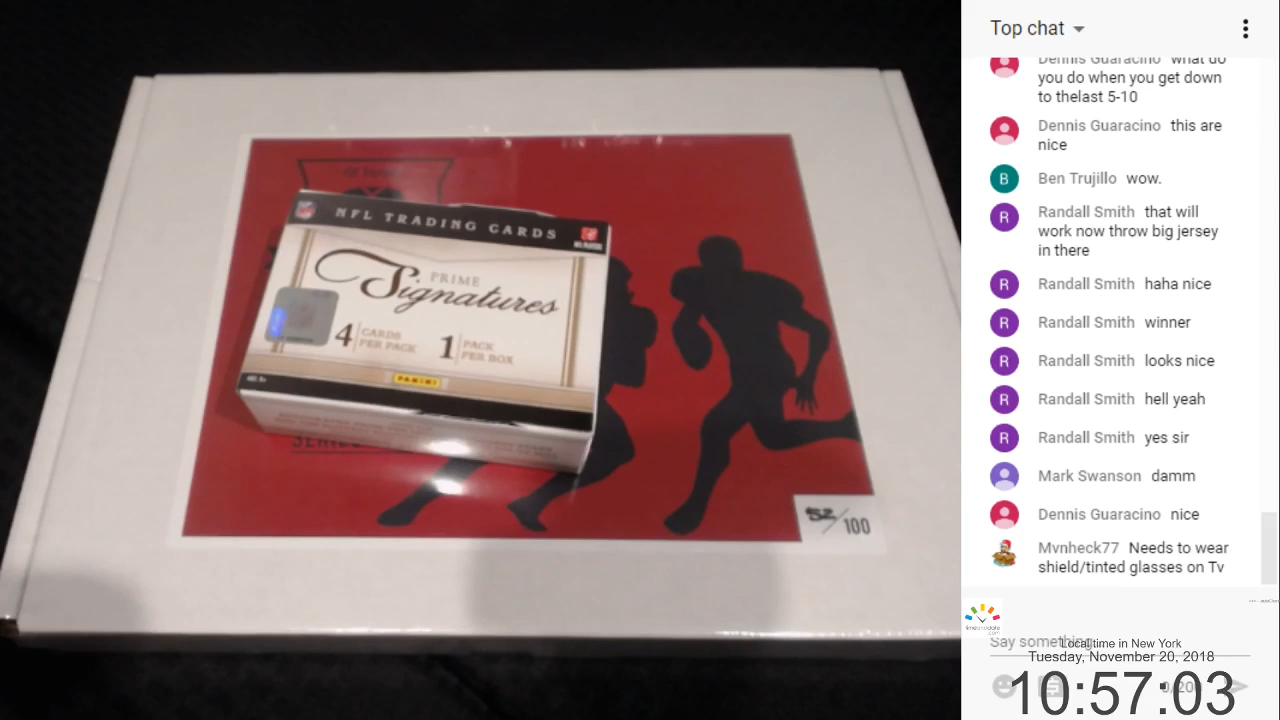 NFL TRADING CARDS
PRIME
Signatures
4 CARDS PER PACK
1 PACK PER BOX
PANINI
52/100
Top chat
Dennis Guaracino what do
you do when you get down
to thelast 5-10
Dennis Guaracino this are
nice
B
Ben Trujillo wow.
R
Randall Smith that will
work now throw big jersey
in there
R
Randall Smith haha nice
R
Randall Smith winner
R
Randall Smith looks nice
R
Randall Smith hell yeah
R
Randall Smith yes sir
Mark Swanson damm
Dennis Guaracino nice
Mvnheck77 Needs to wear
shield/tinted glasses on Tv
Say something...
Local time in New York
Tuesday, November 20, 2018
0/200
10:57:03